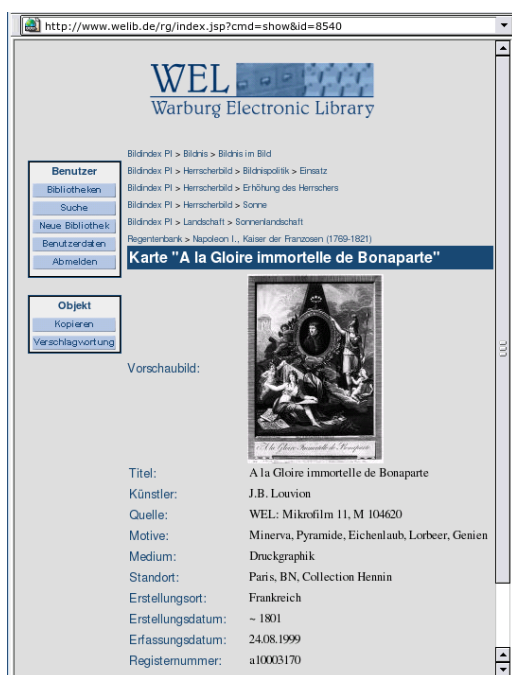 http://www.welib.de/rg/index.jsp?cmd=show&id=8540
WEL
Warburg Electronic Library
Bildindex PI > Bildnis > Bildnis im Bild
Bildindex PI > Herrscherbild > Bildnispolitik > Einsatz
Bildindex PI > Herrscherbild > Erhöhung des Herrschers
Bildindex PI > Herrscherbild > Sonne
Bildindex PI > Landschaft > Sonnenlandschaft
Regentenbank > Napoleon I., Kaiser der Franzosen (1769-1821)
Benutzer
Bibliotheken
Suche
Neue Bibliothek
Benutzerdaten
Abmelden
Objekt
Kopieren
Verschlagwortung
Karte "A la Gloire immortelle de Bonaparte"
Vorschaubild:
A la Gloire Immortelle de Bonaparte
Titel: A la Gloire immortelle de Bonaparte
Künstler: J.B. Louvion
Quelle: WEL: Mikrofilm 11, M 104620
Motive: Minerva, Pyramide, Eichenlaub, Lorbeer, Genien
Medium: Druckgraphik
Standort: Paris, BN, Collection Hennin
Erstellungsort: Frankreich
Erstellungsdatum: ~ 1801
Erfassungsdatum: 24.08.1999
Registernummer: a10003170